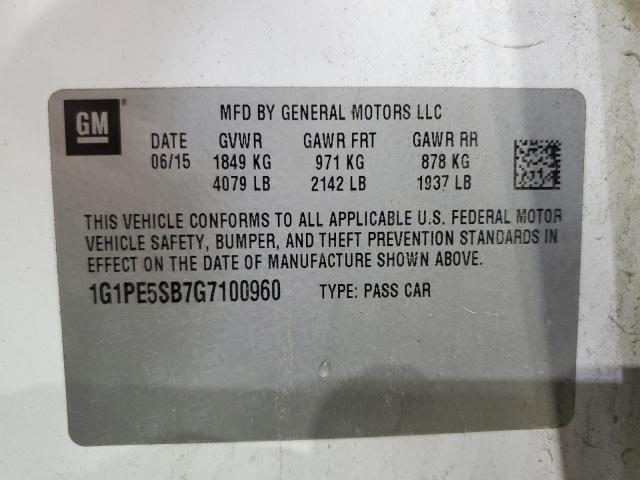 GM ®
MFD BY GENERAL MOTORS LLC
DATE GVWR GAWR FRT GAWR RR
06/15 1849 KG 971 KG 878 KG
4079 LB 2142 LB 1937 LB
THIS VEHICLE CONFORMS TO ALL APPLICABLE U.S. FEDERAL MOTOR
VEHICLE SAFETY, BUMPER, AND THEFT PREVENTION STANDARDS IN
EFFECT ON THE DATE OF MANUFACTURE SHOWN ABOVE.
1G1PE5SB7G7100960 TYPE: PASS CAR